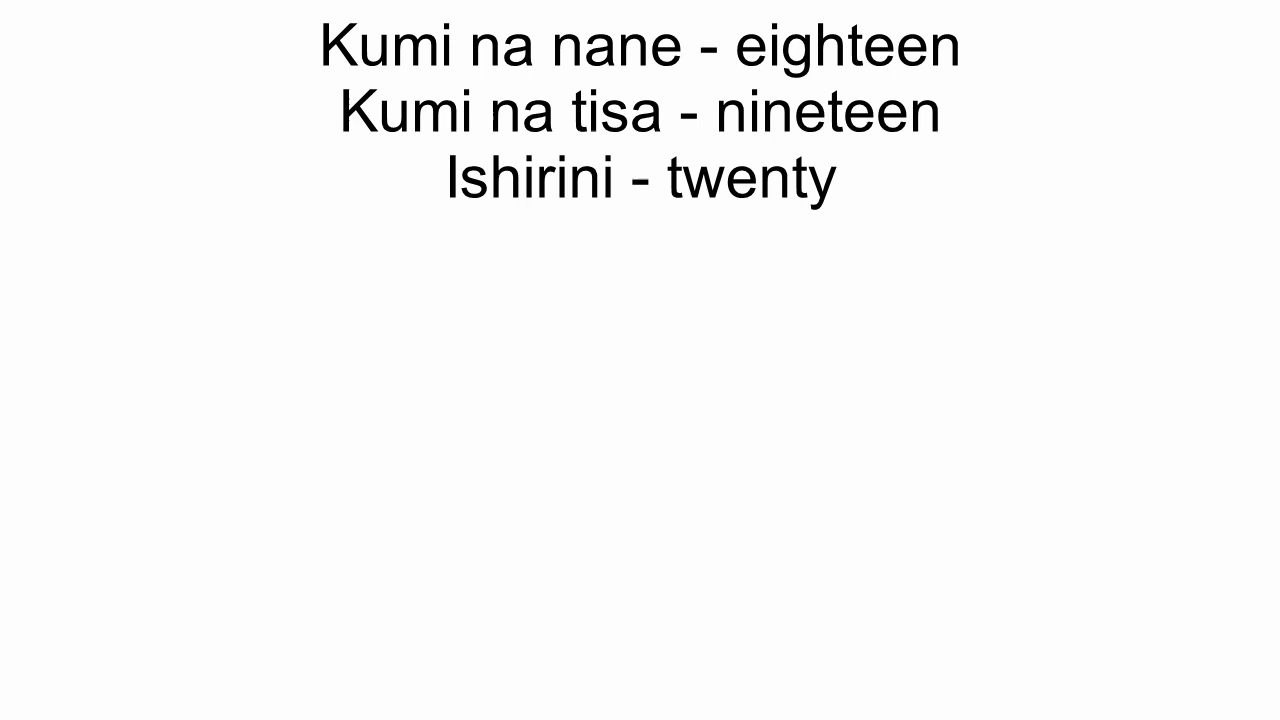 Kumi na nane - eighteen
Kumi na tisa - nineteen
Ishirini - twenty